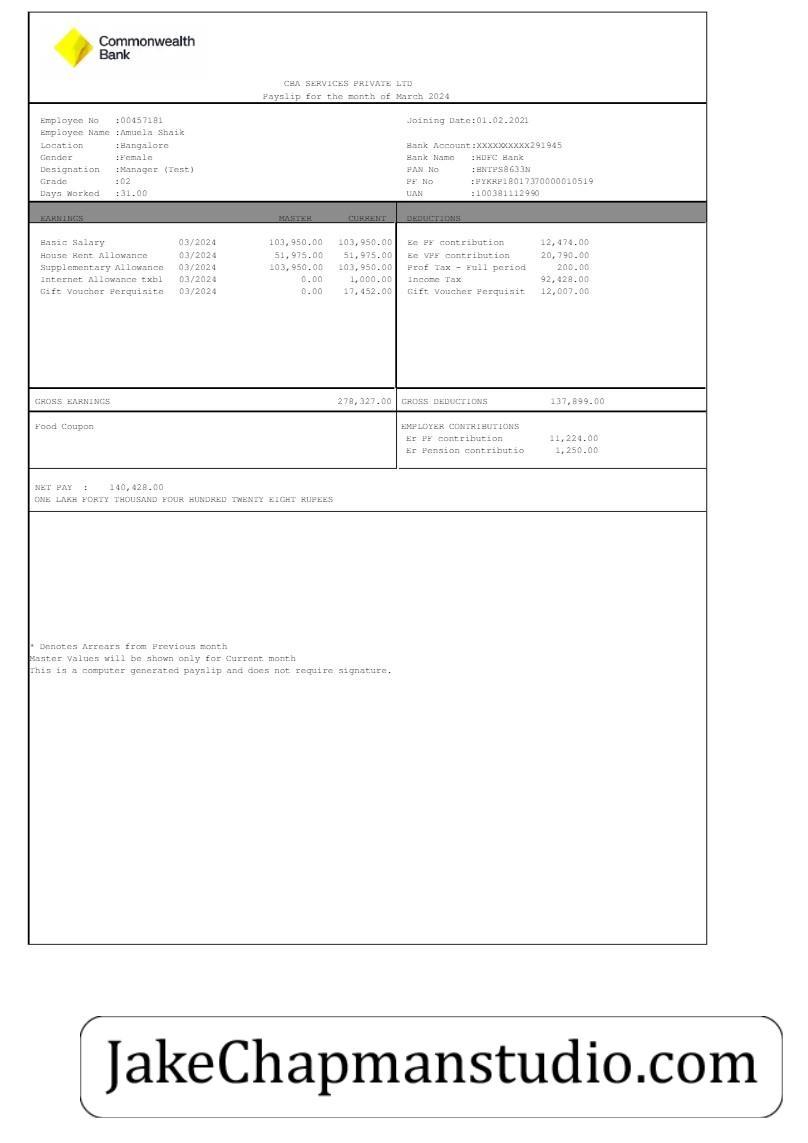 Commonwealth
Bank
CBA SERVICES PRIVATE LTD
Payslip for the month of March 2024
Employee No :00457181 Joining Date:01.02.2021
Employee Name :Amuela Shaik
Location :Bangalore Bank Account:XXXXXXXXXX291945
Gender :Female Bank Name :HDFC Bank
Designation :Manager (Test) PAN No :BNTPS8633N
Grade :02 PF No :PYKRP18017370000010519
Days Worked :31.00 UAN :100381112990
EARNINGS MASTER CURRENT DEDUCTIONS
Basic Salary 03/2024 103,950.00 103,950.00 Ee PF contribution 12,474.00
House Rent Allowance 03/2024 51,975.00 51,975.00 Ee VPF contribution 20,790.00
Supplementary Allowance 03/2024 103,950.00 103,950.00 Prof Tax - Full period 200.00
Internet Allowance txbl 03/2024 0.00 1,000.00 Income Tax 92,428.00
Gift Voucher Perquisite 03/2024 0.00 17,452.00 Gift Voucher Perquisit 12,007.00
GROSS EARNINGS 278,327.00 GROSS DEDUCTIONS 137,899.00
Food Coupon EMPLOYER CONTRIBUTIONS
Er PF contribution 11,224.00
Er Pension contributio 1,250.00
NET PAY : 140,428.00
ONE LAKH FORTY THOUSAND FOUR HUNDRED TWENTY EIGHT RUPEES
* Denotes Arrears from Previous month
Master Values will be shown only for Current month
This is a computer generated payslip and does not require signature.
JakeChapmanstudio.com